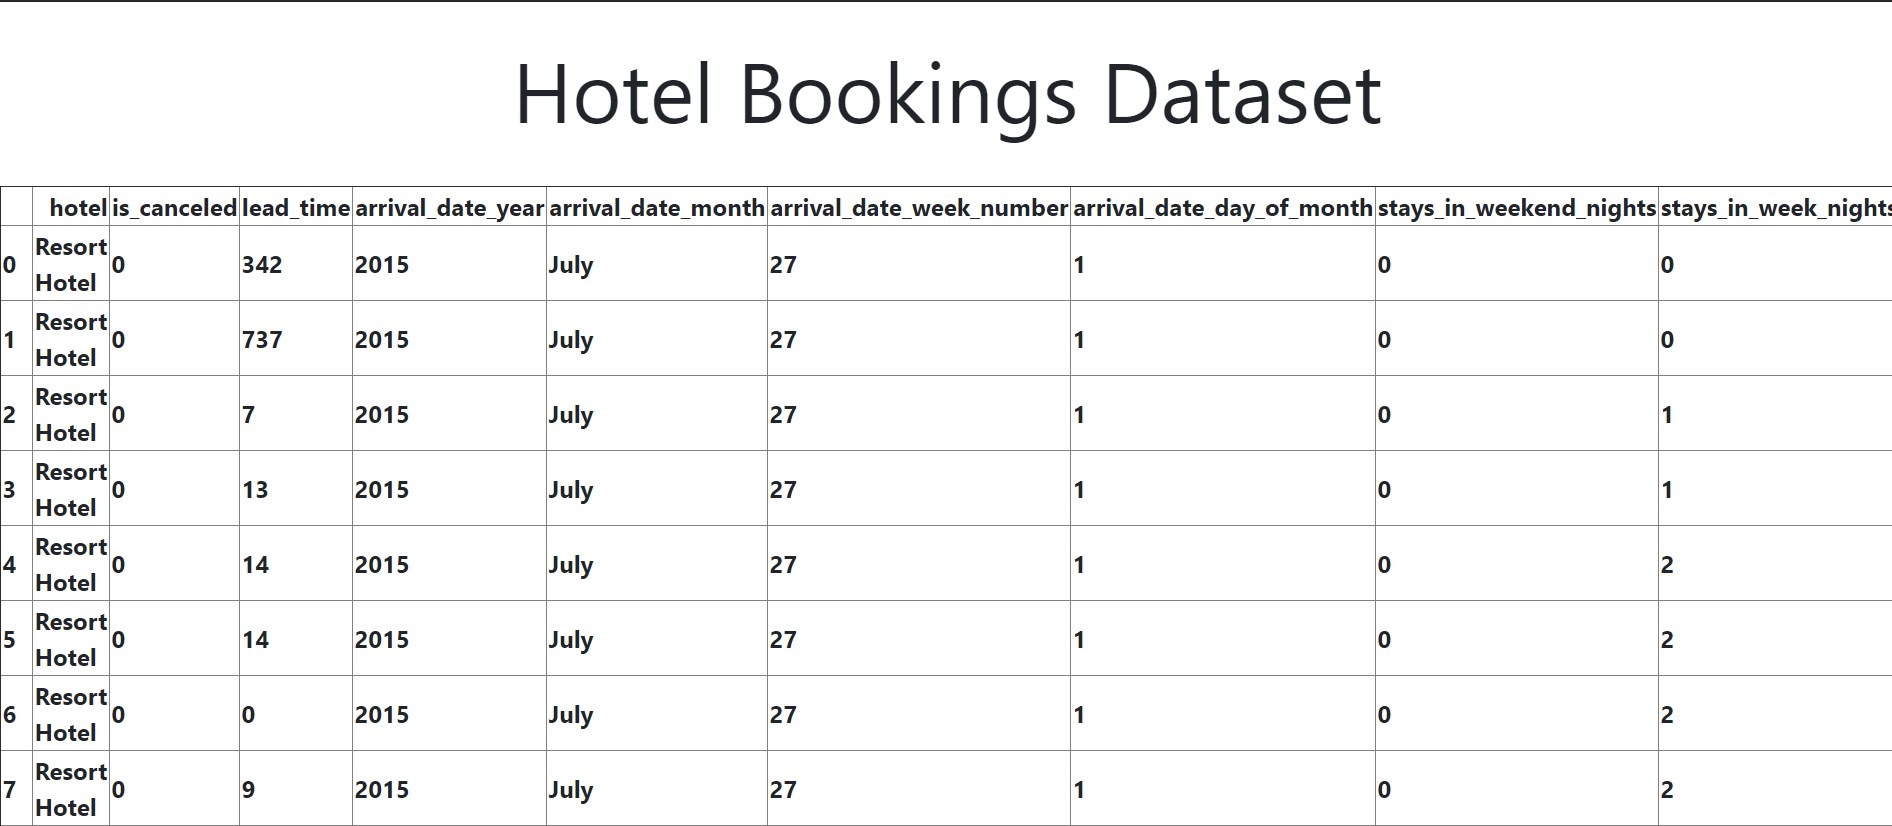 Hotel Bookings Dataset
hotel is_canceled lead_time arrival_date_year arrival_date_month arrival_date_week_number arrival_date_day_of_month stays_in_weekend_nights stays_in_week_nights
0 Resort Hotel 0 342 2015 July 27 1 0 0
1 Resort Hotel 0 737 2015 July 27 1 0 0
2 Resort Hotel 0 7 2015 July 27 1 0 1
3 Resort Hotel 0 13 2015 July 27 1 0 1
4 Resort Hotel 0 14 2015 July 27 1 0 2
5 Resort Hotel 0 14 2015 July 27 1 0 2
6 Resort Hotel 0 0 2015 July 27 1 0 2
7 Resort Hotel 0 9 2015 July 27 1 0 2